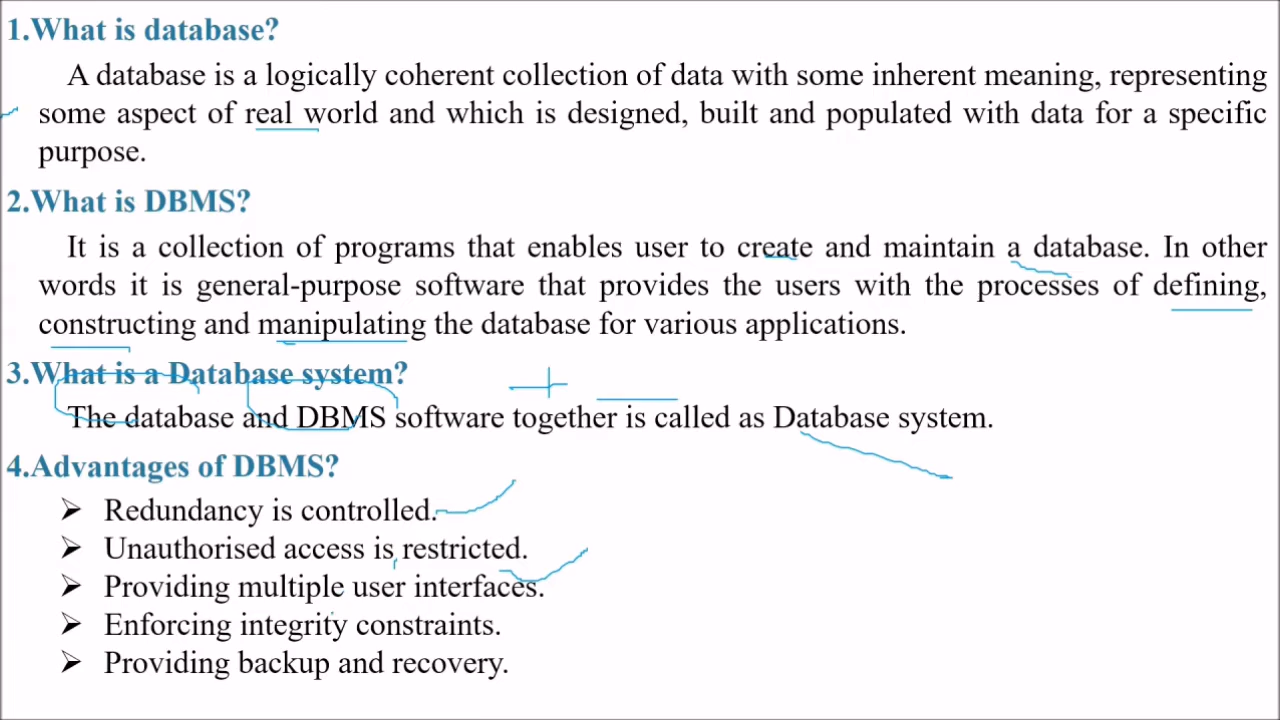 1.What is database?
A database is a logically coherent collection of data with some inherent meaning, representing
some aspect of real world and which is designed, built and populated with data for a specific
purpose.
2.What is DBMS?
It is a collection of programs that enables user to create and maintain a database. In other
words it is general-purpose software that provides the users with the processes of defining,
constructing and manipulating the database for various applications.
3.What is a Database system?
The database and DBMS software together is called as Database system.
4.Advantages of DBMS?
➢ Redundancy is controlled.
➢ Unauthorised access is restricted.
➢ Providing multiple user interfaces.
➢ Enforcing integrity constraints.
➢ Providing backup and recovery.